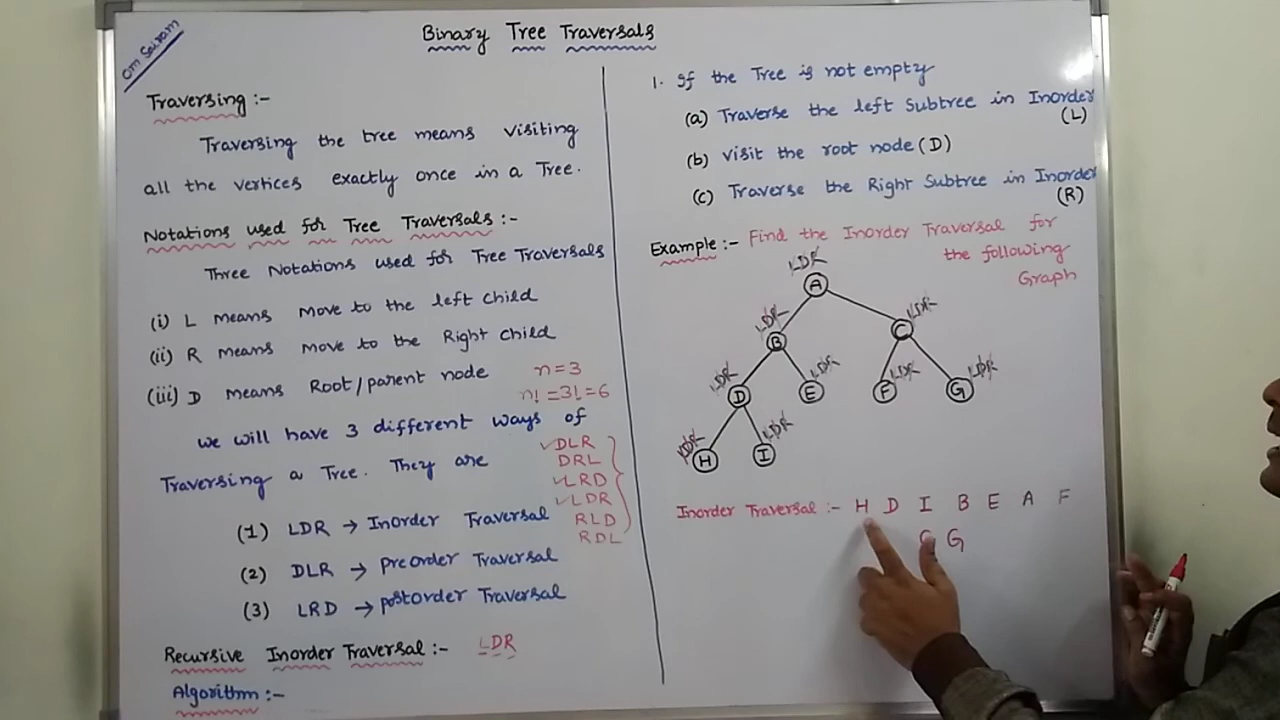 Om Sairam
Binary Tree Traversals
Traversing :-
Traversing the tree means visiting
all the vertices exactly once in a Tree.
Notations used for Tree Traversals :-
Three Notations used for Tree Traversals
(i) L means move to the left child
(ii) R means move to the Right child
(iii) D means Root/parent node
n=3
n! =3! =6
we will have 3 different ways of
Traversing a Tree. They are
✓DLR
DRL
✓LRD
✓LDR
RLD
RDL
(1) LDR → Inorder Traversal
(2) DLR → preorder Traversal
(3) LRD → postorder Traversal
Recursive Inorder Traversal :- LDR
Algorithm :-
1. If the Tree is not empty
(a) Traverse the left Subtree in Inorder
(L)
(b) visit the root node (D)
(c) Traverse the Right Subtree in Inorder
(R)
Example :- Find the Inorder Traversal for
the following
Graph
LDR
A
LDR LDR
B C
LDR LDR LDR LDR
D E F G
LDR LDR
H I
Inorder Traversal :- H D I B E A F
G